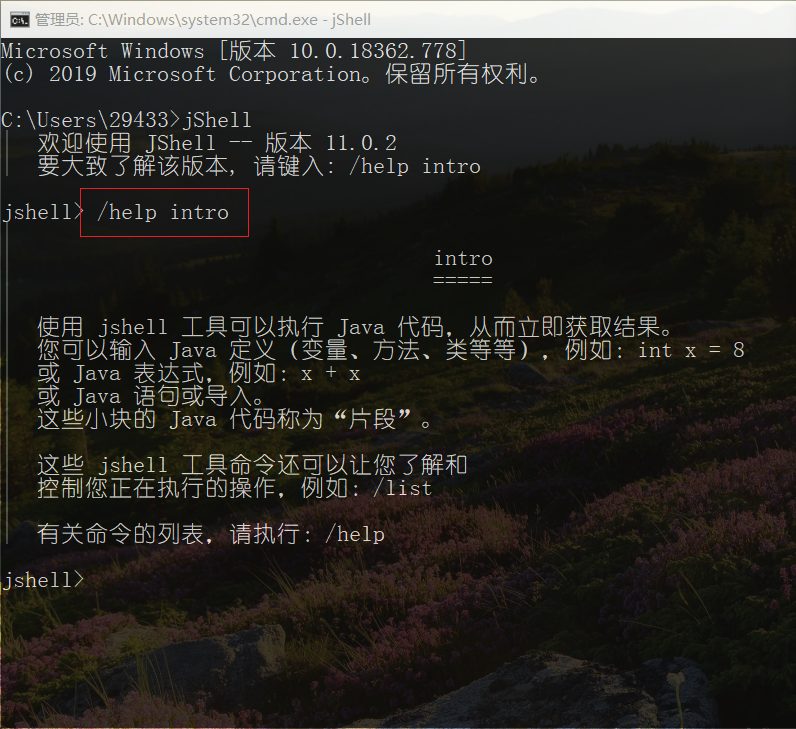 管理员: C:\Windows\system32\cmd.exe - jShell
Microsoft Windows [版本 10.0.18362.778]
(c) 2019 Microsoft Corporation。保留所有权利。
C:\Users\29433>jShell
|  欢迎使用 JShell -- 版本 11.0.2
|  要大致了解该版本, 请键入: /help intro
jshell> /help intro
|
|                                   intro
|                                   =====
|
|  使用 jshell 工具可以执行 Java 代码，从而立即获取结果。
|  您可以输入 Java 定义（变量、方法、类等等），例如: int x = 8
|  或 Java 表达式，例如: x + x
|  或 Java 语句或导入。
|  这些小块的 Java 代码称为“片段”。
|
|  这些 jshell 工具命令还可以让您了解和
|  控制您正在执行的操作，例如: /list
|
|  有关命令的列表，请执行: /help
jshell>